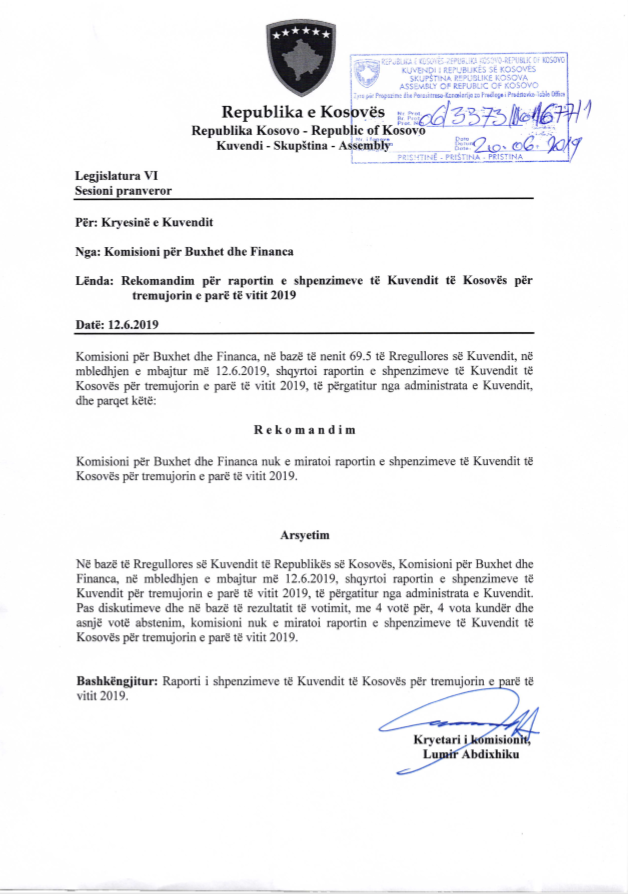 REPUBLIKA E KOSOVËS-REPUBLIKA KOSOVO-REPUBLIC OF KOSOVO
KUVENDI I REPUBLIKËS SË KOSOVËS
SKUPŠTINA REPUBLIKE KOSOVA
ASSEMBLY OF REPUBLIC OF KOSOVO
20.06.2019
PRISHTINË - PRIŠTINA - PRISTINA
Republika e Kosovës
Republika Kosovo - Republic of Kosovo
Kuvendi - Skupština - Assembly
Legjislatura VI
Sesioni pranveror
Për: Kryesinë e Kuvendit
Nga: Komisioni për Buxhet dhe Financa
Lënda: Rekomandim për raportin e shpenzimeve të Kuvendit të Kosovës për
tremujorin e parë të vitit 2019
Datë: 12.6.2019
Komisioni për Buxhet dhe Financa, në bazë të nenit 69.5 të Rregullores së Kuvendit, në
mbledhjen e mbajtur më 12.6.2019, shqyrtoi raportin e shpenzimeve të Kuvendit të
Kosovës për tremujorin e parë të vitit 2019, të përgatitur nga administrata e Kuvendit,
dhe parqet këtë:
R e k o m a n d i m
Komisioni për Buxhet dhe Financa nuk e miratoi raportin e shpenzimeve të Kuvendit të
Kosovës për tremujorin e parë të vitit 2019.
Arsyetim
Në bazë të Rregullores së Kuvendit të Republikës së Kosovës, Komisioni për Buxhet dhe
Financa, në mbledhjen e mbajtur më 12.6.2019, shqyrtoi raportin e shpenzimeve të
Kuvendit për tremujorin e parë të vitit 2019, të përgatitur nga administrata e Kuvendit.
Pas diskutimeve dhe në bazë të rezultatit të votimit, me 4 votë për, 4 vota kundër dhe
asnjë votë abstenim, komisioni nuk e miratoi raportin e shpenzimeve të Kuvendit të
Kosovës për tremujorin e parë të vitit 2019.
Bashkëngjitur: Raporti i shpenzimeve të Kuvendit të Kosovës për tremujorin e parë të
vitit 2019.
Kryetari i komisionit,
Lumir Abdixhiku